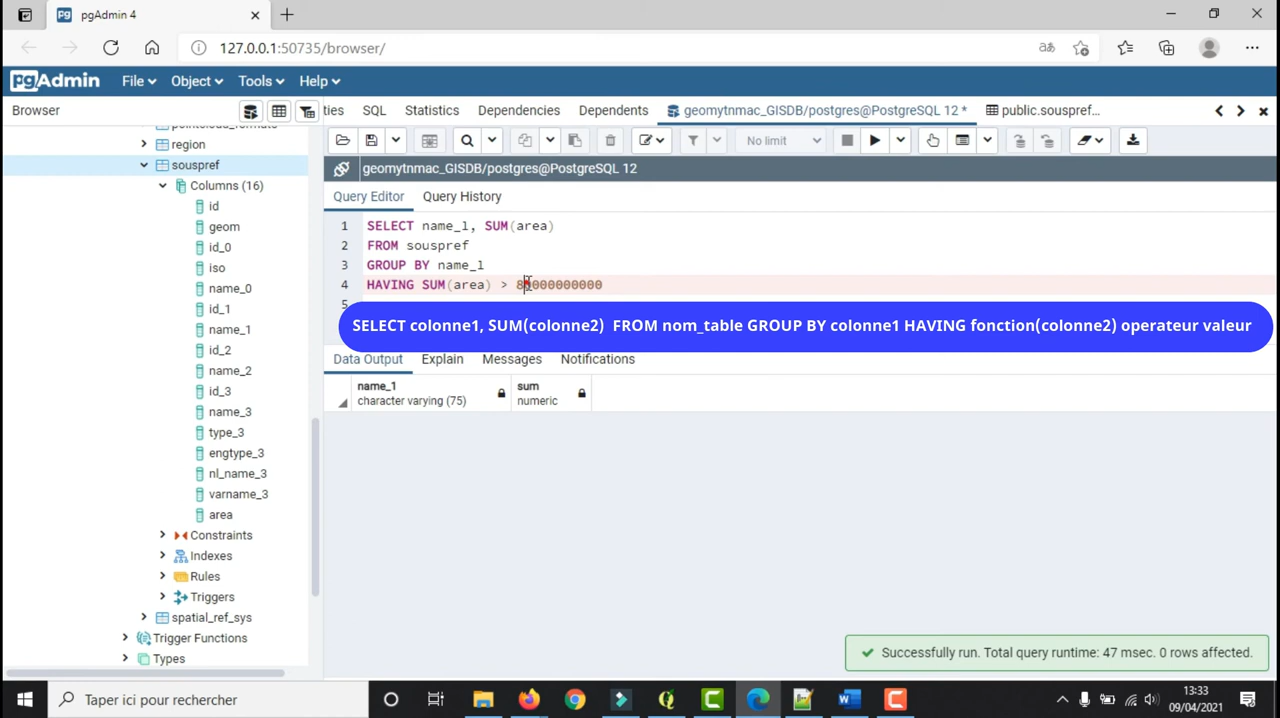 pgAdmin 4
127.0.0.1:50735/browser/
pgAdmin File Object Tools Help
Browser
ties SQL Statistics Dependencies Dependents geomytnmac_GISDB/postgres@PostgreSQL 12 * public.souspref...
No limit
geomytnmac_GISDB/postgres@PostgreSQL 12
Query Editor Query History
region
souspref
Columns (16)
id
geom
id_0
iso
name_0
id_1
name_1
id_2
name_2
id_3
name_3
type_3
engtype_3
nl_name_3
varname_3
area
Constraints
Indexes
Rules
Triggers
spatial_ref_sys
Trigger Functions
Types
1 SELECT name_1, SUM(area)
2 FROM souspref
3 GROUP BY name_1
4 HAVING SUM(area) >
5
SELECT colonne1, SUM(colonne2) FROM nom_table GROUP BY colonne1 HAVING fonction(colonne2) operateur valeur
Data Output Explain Messages Notifications
name_1
character varying (75)
sum
numeric
Successfully run. Total query runtime: 47 msec. 0 rows affected.
Taper ici pour rechercher
13:33
09/04/2021